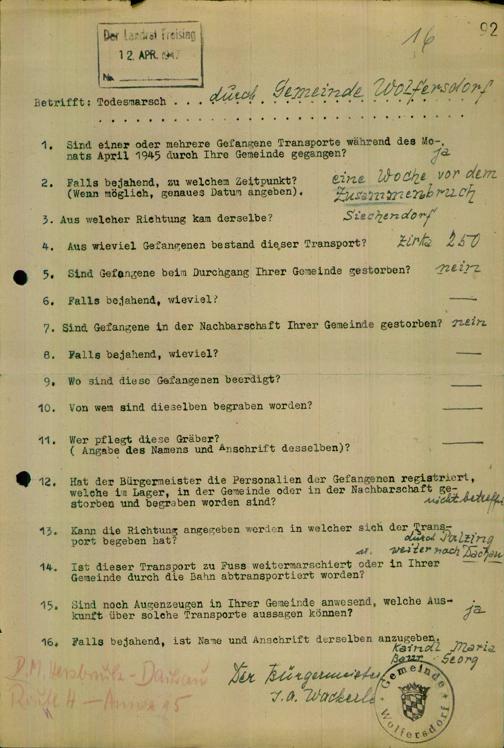 16
92
Der Landrat Freising
12. APR. 1947
No.
Betrifft: Todesmarsch . . . durch Gemeinde Wolfersdorf
1. Sind einer oder mehrere Gefangene Transporte während des Mo-
nats April 1945 durch Ihre Gemeinde gegangen? ja
2. Falls bejahend, zu welchem Zeitpunkt? eine Woche vor dem
(Wenn möglich, genaues Datum angeben). Zusammenbruch
3. Aus welcher Richtung kam derselbe? Siechendorf
4. Aus wieviel Gefangenen bestand dieser Transport? zirka 250
5. Sind Gefangene beim Durchgang Ihrer Gemeinde gestorben? nein
6. Falls bejahend, wieviel? —
7. Sind Gefangene in der Nachbarschaft Ihrer Gemeinde gestorben? nein
8. Falls bejahend, wieviel? —
9. Wo sind diese Gefangenen beerdigt? —
10. Von wem sind dieselben begraben worden? —
11. Wer pflegt diese Gräber? —
( Angabe des Namens und Anschrift desselben)?
12. Hat der Bürgermeister die Personalien der Gefangenen registriert,
welche im Lager, in der Gemeinde oder in der Nachbarschaft ge-
storben und begraben worden sind? nicht betreffs
13. Kann die Richtung angegeben werden in welcher sich der Trans-
port begeben hat? durch Palzing
u. weiter nach Dachau
14. Ist dieser Transport zu Fuss weitermarschiert oder in Ihrer
Gemeinde durch die Bahn abtransportiert worden?
15. Sind noch Augenzeugen in Ihrer Gemeinde anwesend, welche Aus-
kunft über solche Transporte aussagen können? ja
16. Falls bejahend, ist Name und Anschrift derselben anzugeben.
Kaindl Maria
Baur Georg
D.M. Hersbruck - Dachau
Route 4 - Annex 95
Der Bürgermeister
I.A. Wackerl
Gemeinde
Wolfersdorf